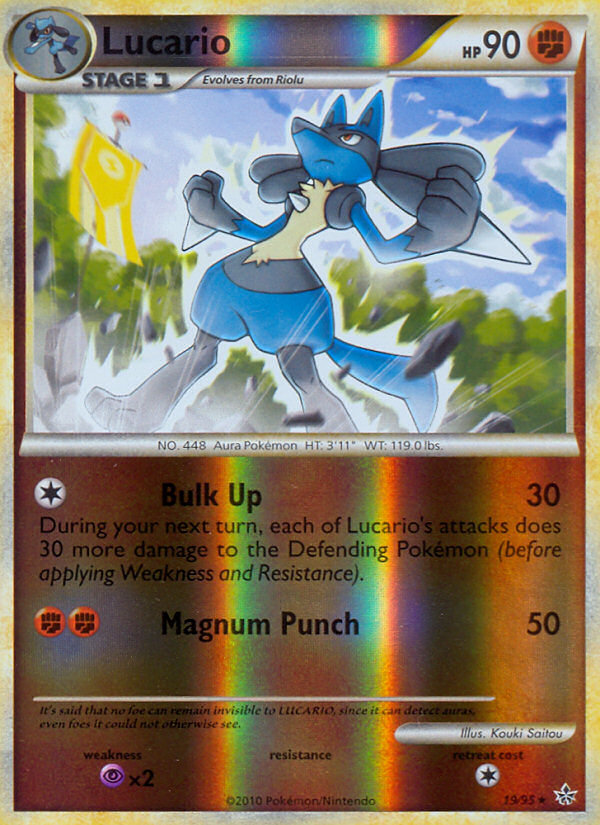 Lucario
HP 90
STAGE 1
Evolves from Riolu
NO. 448 Aura Pokémon HT: 3'11" WT: 119.0 lbs.
Bulk Up 30
During your next turn, each of Lucario's attacks does
30 more damage to the Defending Pokémon (before
applying Weakness and Resistance).
Magnum Punch 50
It's said that no foe can remain invisible to LUCARIO, since it can detect auras,
even foes it could not otherwise see.
Illus. Kouki Saitou
weakness resistance retreat cost
×2
©2010 Pokémon/Nintendo 19/95 ★